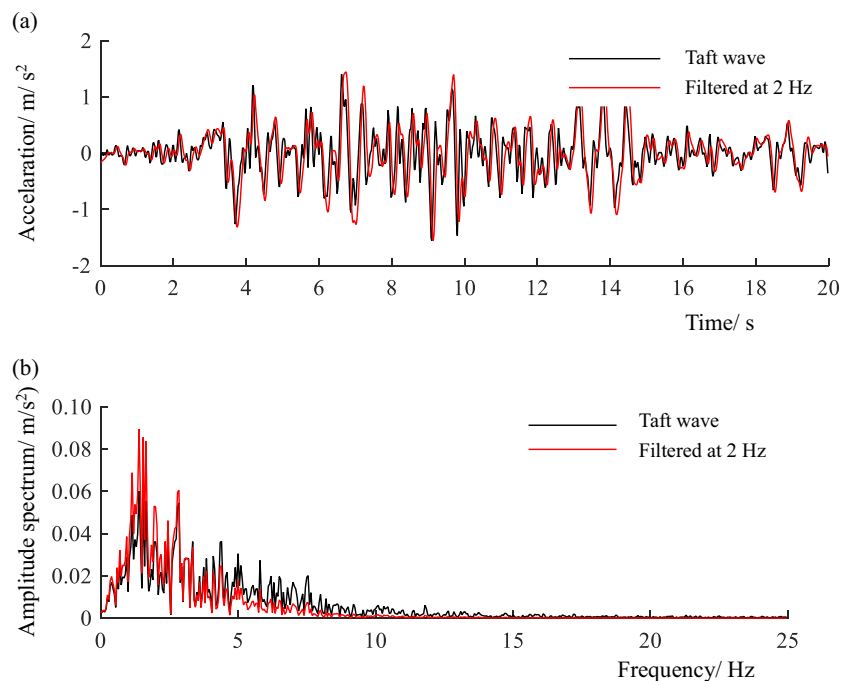 (a)
Accelaration/ m/ s²
2
1
0
-1
-2
Taft wave
Filtered at 2 Hz
0 2 4 6 8 10 12 14 16 18 20
Time/ s
(b)
Amplitude spectrum/ m/s²)
0.10
0.08
0.06
0.04
0.02
0
Taft wave
Filtered at 2 Hz
0 5 10 15 20 25
Frequency/ Hz